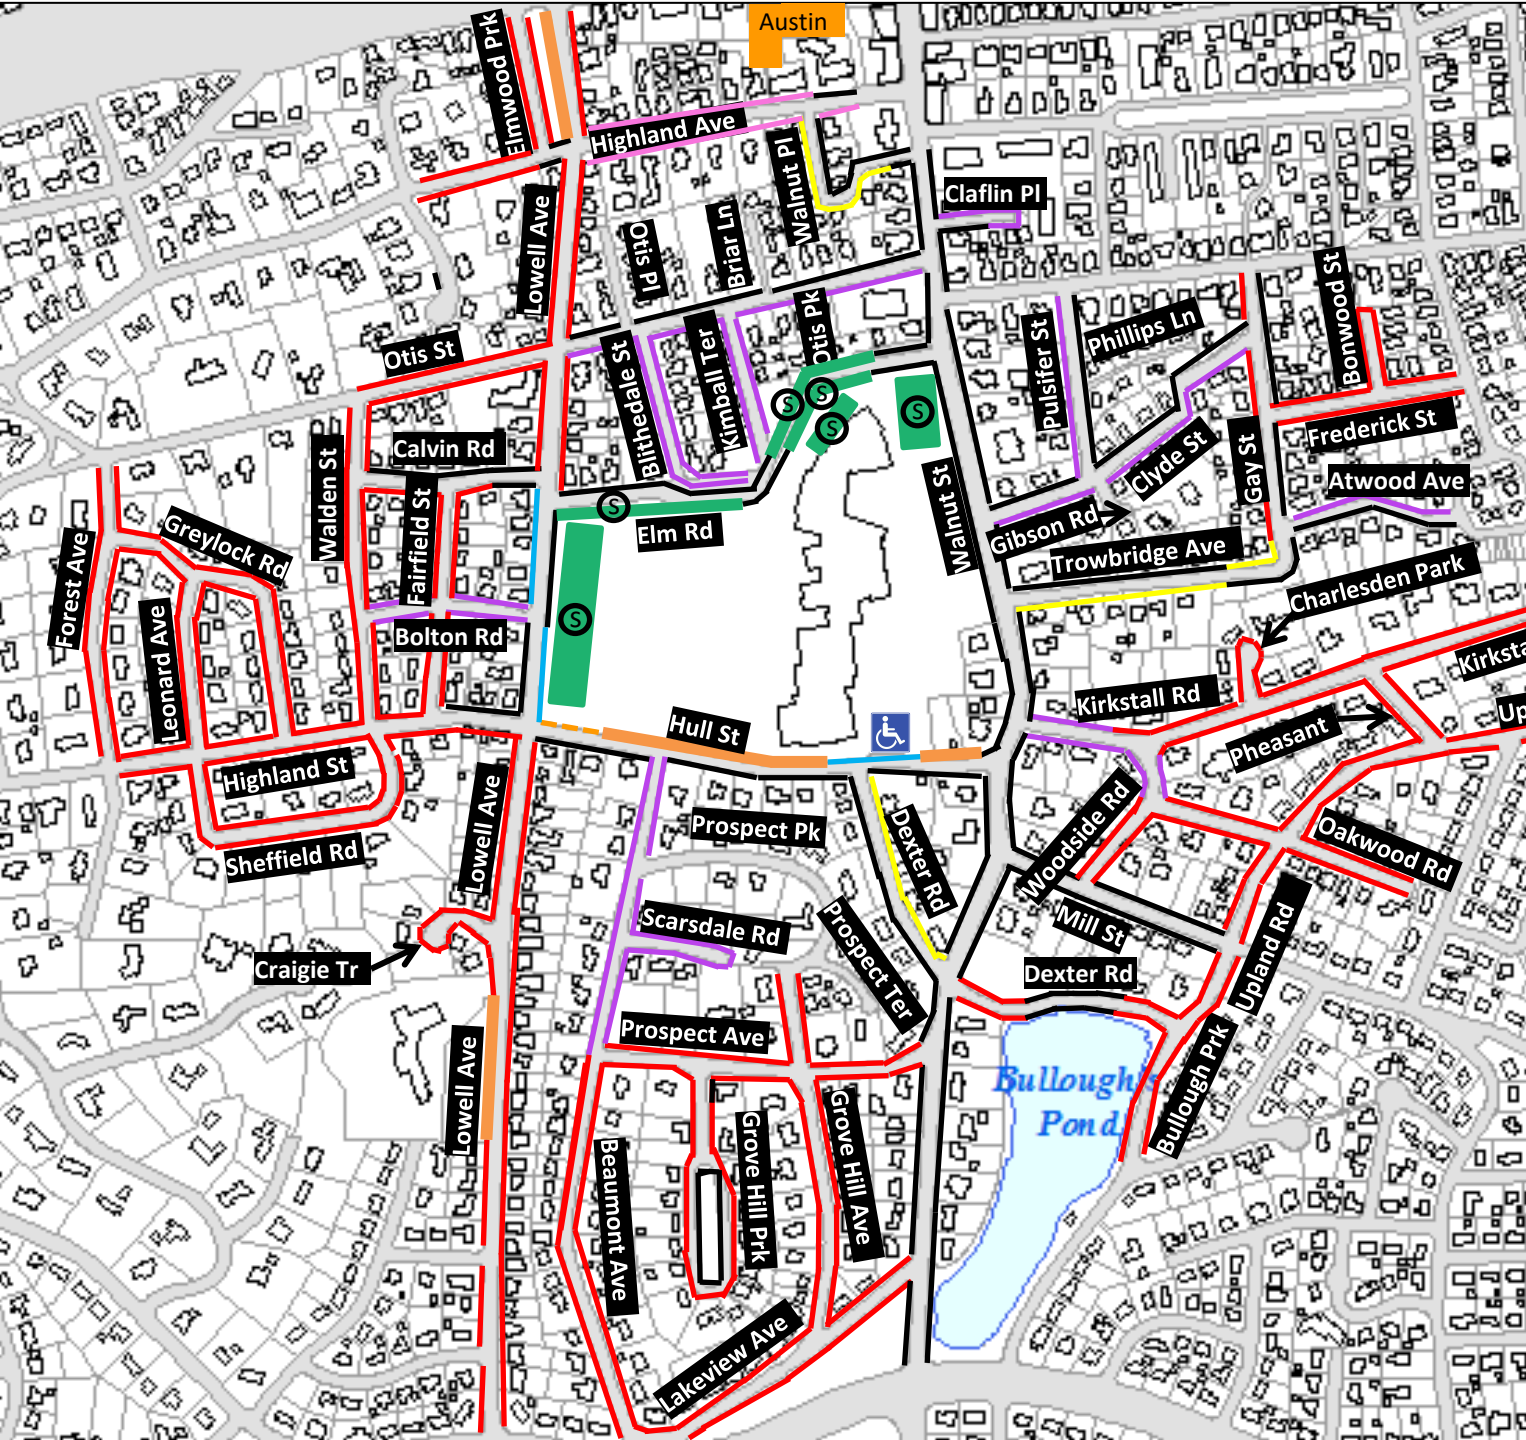 Austin
Elmwood Prk
Highland Ave
Walnut Pl
Claflin Pl
Lowell Ave
Otis Pl
Briar Ln
Otis St
Blithedale St
Kimball Ter
Otis Pk
Pulsifer St
Phillips Ln
Bonwood St
Calvin Rd
Walden St
Fairfield St
Clyde St
Gay St
Frederick St
Atwood Ave
Walnut St
Gibson Rd
Trowbridge Ave
Charlesden Park
S
S
S
S
S
S
Elm Rd
Greylock Rd
Forest Ave
Leonard Ave
Bolton Rd
Kirksta
Kirkstall Rd
Pheasant
Up
Hull St
Highland St
Sheffield Rd
Lowell Ave
Prospect Pk
Dexter Rd
Woodside Rd
Oakwood Rd
Scarsdale Rd
Prospect Ter
Mill St
Dexter Rd
Upland Rd
Craigie Tr
Prospect Ave
Lowell Ave
Bullough's
Pond
Bullough Prk
Beaumont Ave
Grove Hill Prk
Grove Hill Ave
Lakeview Ave